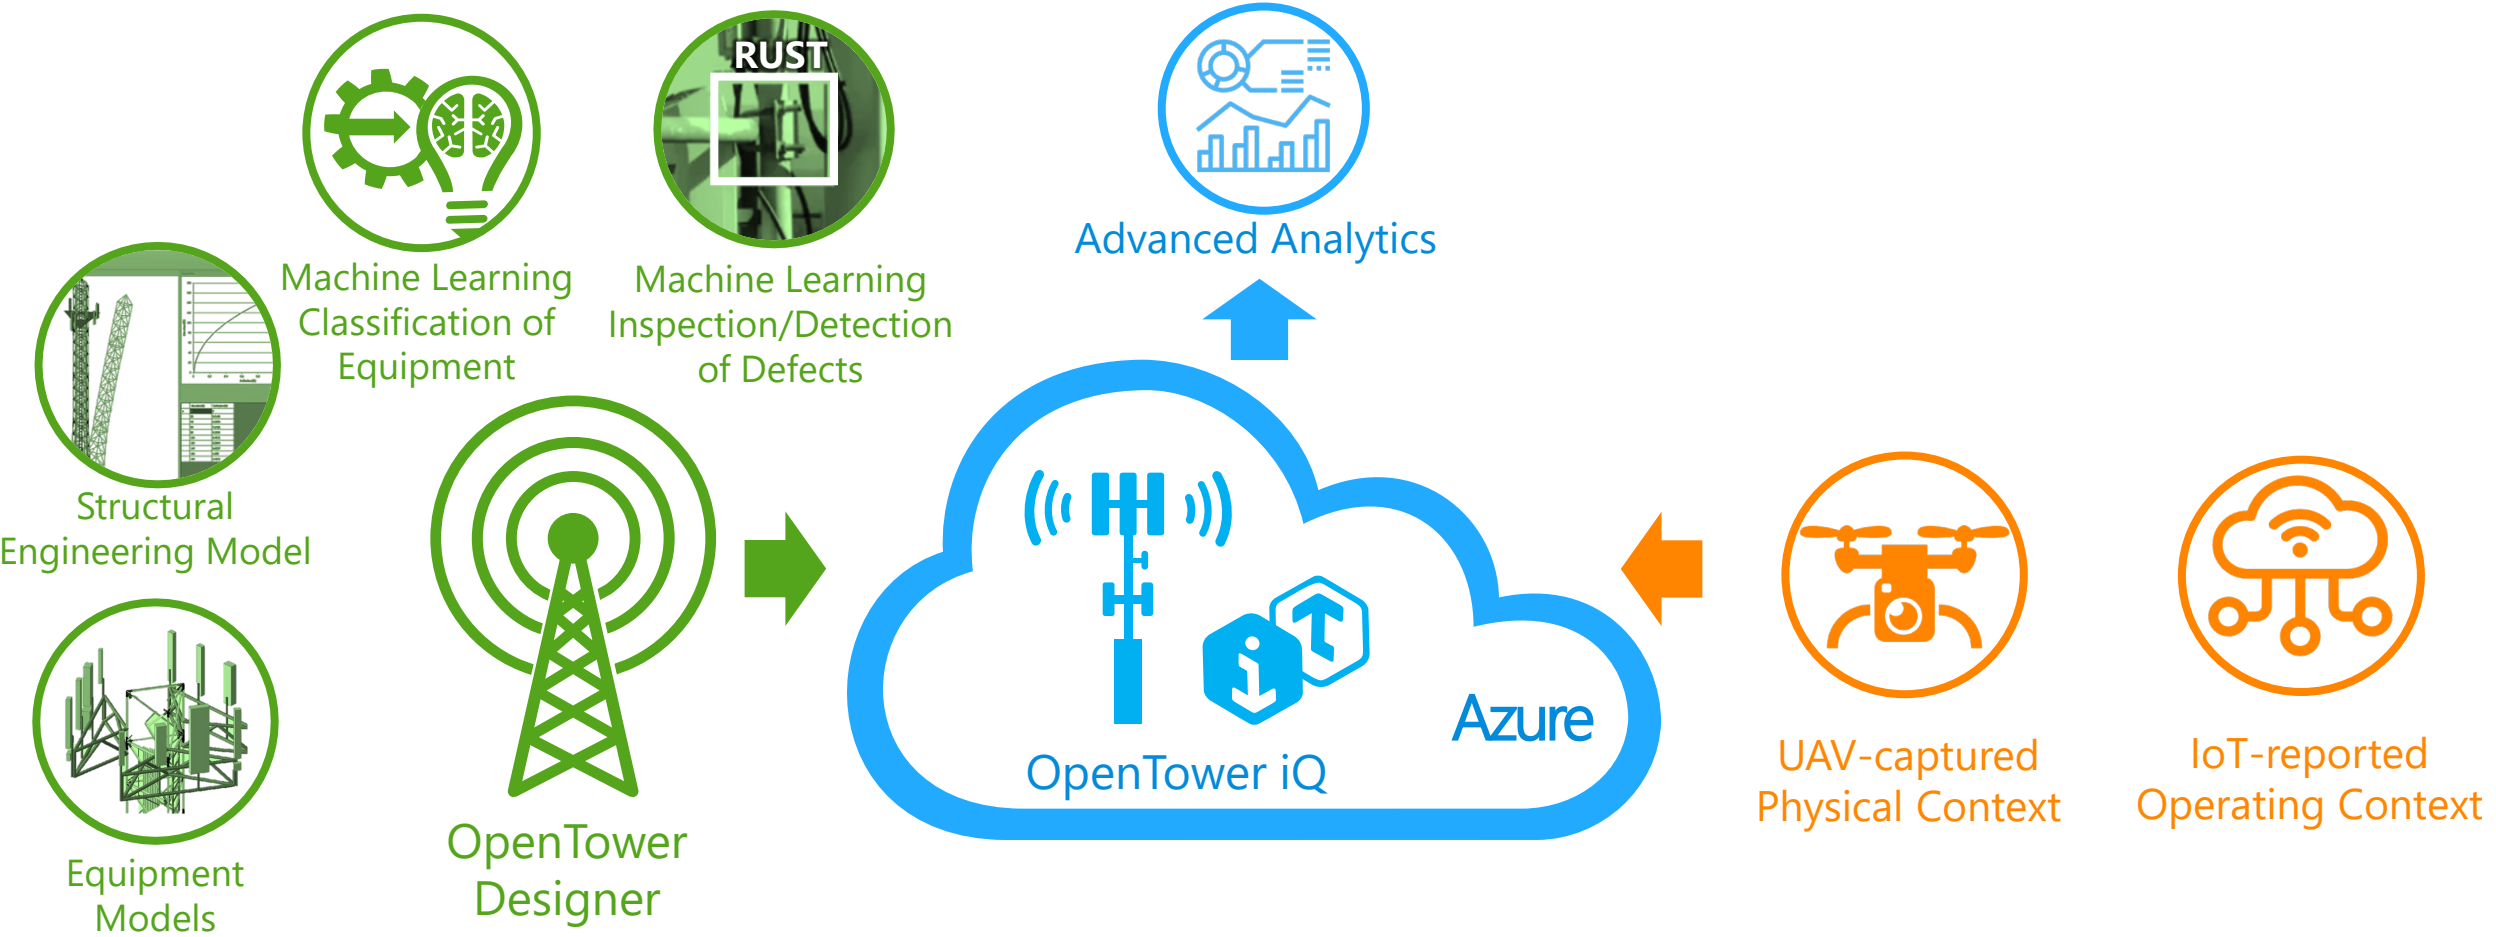 RUST
Advanced Analytics
Machine Learning
Classification of
Equipment
Machine Learning
Inspection/Detection
of Defects
Structural
Engineering Model
Equipment
Models
OpenTower
Designer
OpenTower iQ
Azure
UAV-captured
Physical Context
IoT-reported
Operating Context